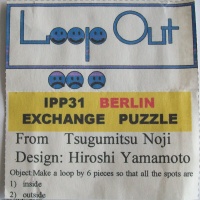 Loop Out
IPP31 BERLIN
EXCHANGE PUZZLE
From Tsugumitsu Noji
Design: Hiroshi Yamamoto
Object:Make a loop by 6 pieces so that all the spots are
1) inside
2) outside